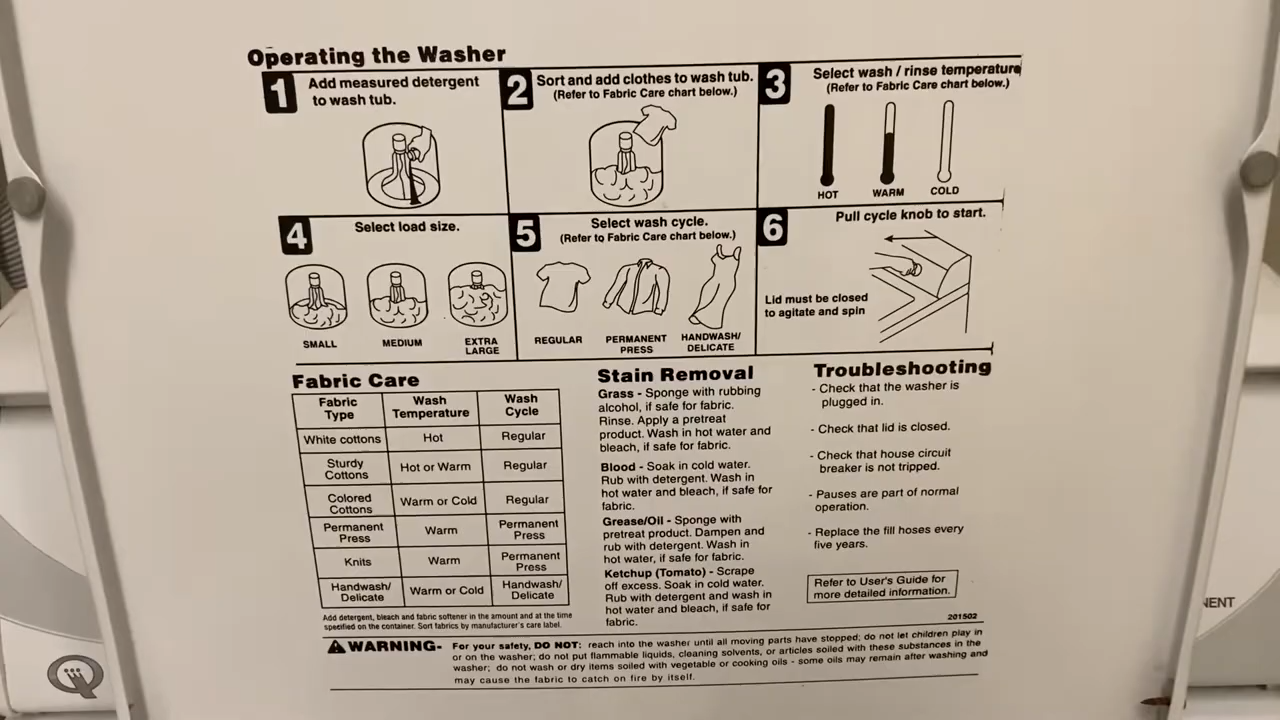 Operating the Washer
1 Add measured detergent
to wash tub.
2 Sort and add clothes to wash tub.
(Refer to Fabric Care chart below.)
3 Select wash / rinse temperature
(Refer to Fabric Care chart below.)
HOT WARM COLD
4 Select load size.
SMALL MEDIUM EXTRA
LARGE
5 Select wash cycle.
(Refer to Fabric Care chart below.)
REGULAR PERMANENT
PRESS
HANDWASH/
DELICATE
6 Pull cycle knob to start.
Lid must be closed
to agitate and spin
Fabric Care
Fabric
Type
Wash
Temperature
Wash
Cycle
White cottons Hot Regular
Sturdy
Cottons
Hot or Warm Regular
Colored
Cottons
Warm or Cold Regular
Permanent
Press
Warm
Permanent
Press
Knits Warm
Permanent
Press
Handwash/
Delicate
Warm or Cold
Handwash/
Delicate
Add detergent, bleach and fabric softener in the amount and at the time
specified on the container. Sort fabrics by manufacturer's care label.
Stain Removal
Grass - Sponge with rubbing
alcohol, if safe for fabric.
Rinse. Apply a pretreat
product. Wash in hot water and
bleach, if safe for fabric.
Blood - Soak in cold water.
Rub with detergent. Wash in
hot water and bleach, if safe for
fabric.
Grease/Oil - Sponge with
pretreat product. Dampen and
rub with detergent. Wash in
hot water, if safe for fabric.
Ketchup (Tomato) - Scrape
off excess. Soak in cold water.
Rub with detergent and wash in
hot water and bleach, if safe for
fabric.
Troubleshooting
- Check that the washer is
plugged in.
- Check that lid is closed.
- Check that house circuit
breaker is not tripped.
- Pauses are part of normal
operation.
- Replace the fill hoses every
five years.
Refer to User's Guide for
more detailed information.
201502
WARNING- For your safety, DO NOT: reach into the washer until all moving parts have stopped; do not let children play in
or on the washer; do not put flammable liquids, cleaning solvents, or articles soiled with these substances in the
washer; do not wash or dry items soiled with vegetable or cooking oils - some oils may remain after washing and
may cause the fabric to catch on fire by itself.
NENT